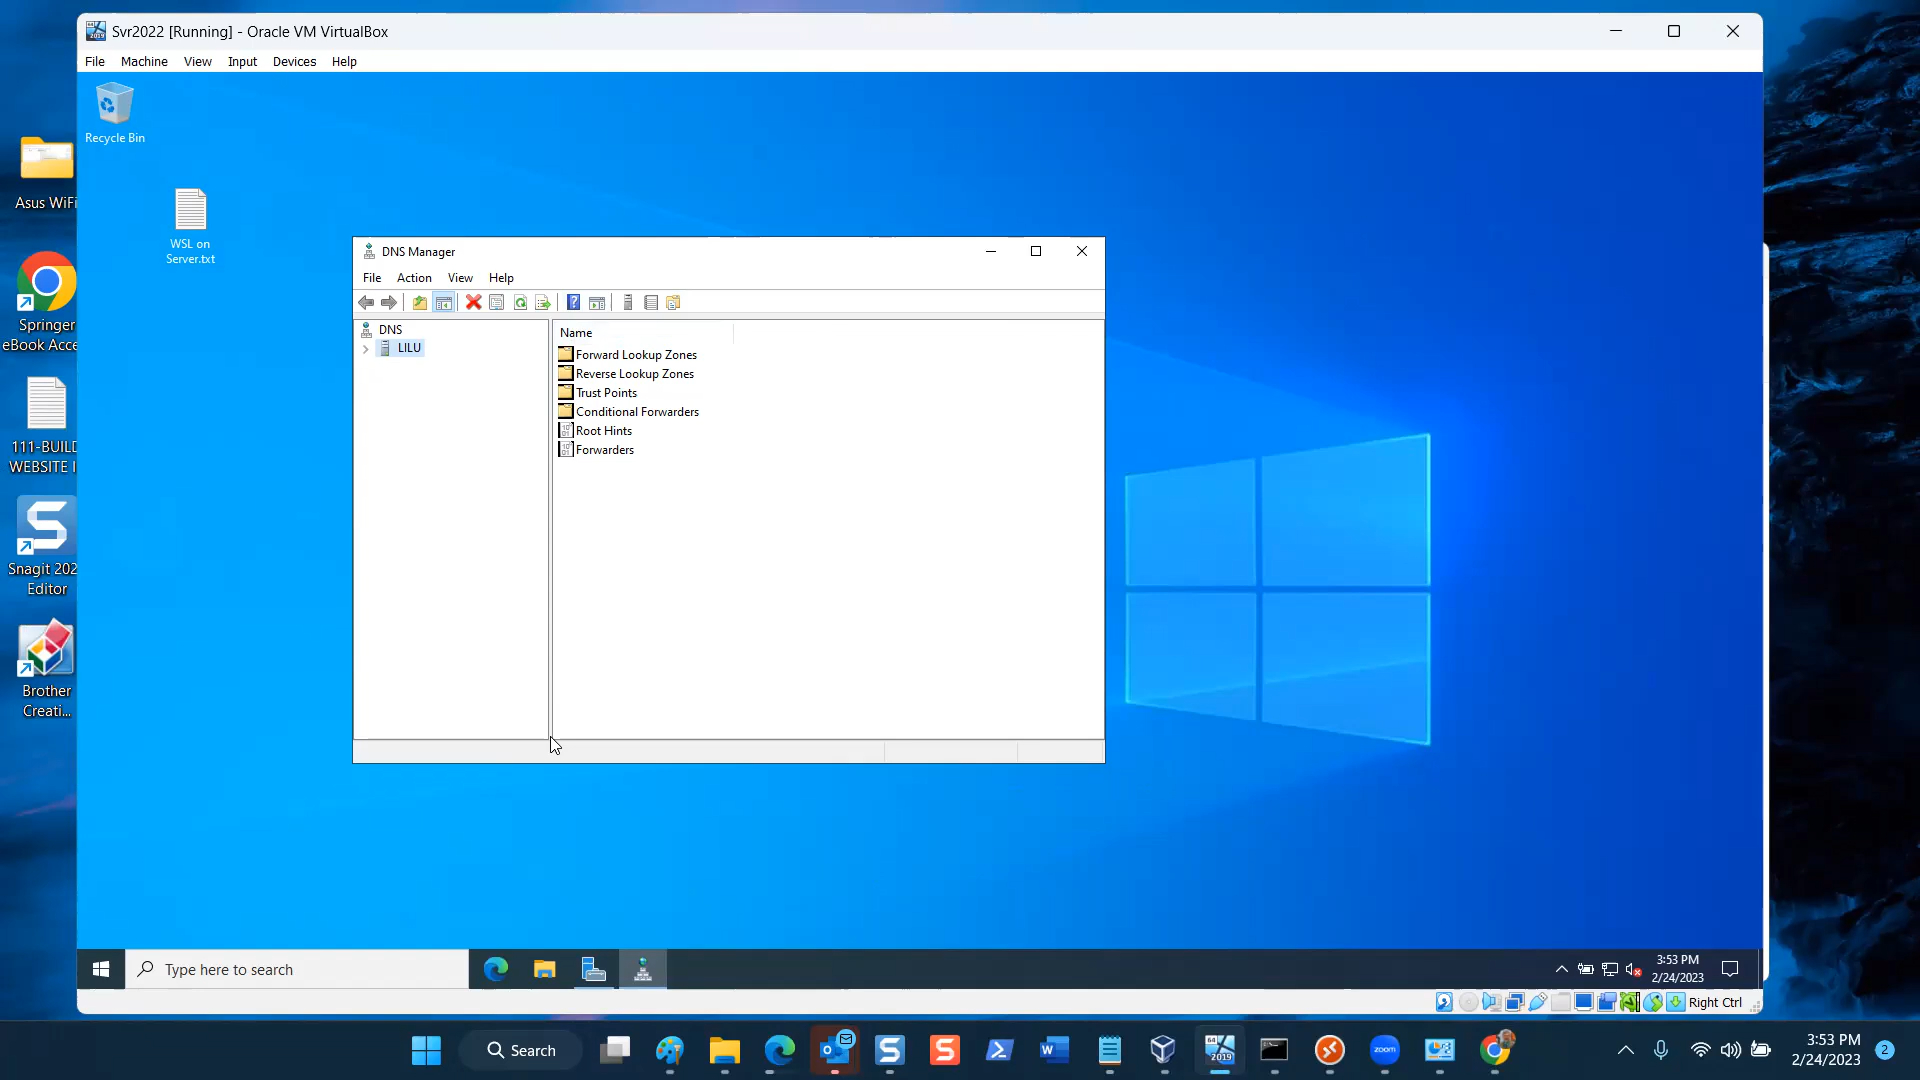 Svr2022 [Running] - Oracle VM VirtualBox
File Machine View Input Devices Help
Recycle Bin
WSL on
Server.txt
Asus WiFi
Springer
eBook Acce
111-BUILD
WEBSITE I
Snagit 202
Editor
Brother
Creati...
DNS Manager
File Action View Help
DNS
LILU
Name
Forward Lookup Zones
Reverse Lookup Zones
Trust Points
Conditional Forwarders
Root Hints
Forwarders
Type here to search
3:53 PM
2/24/2023
Right Ctrl
Search
zoom
2019
3:53 PM
2/24/2023
2